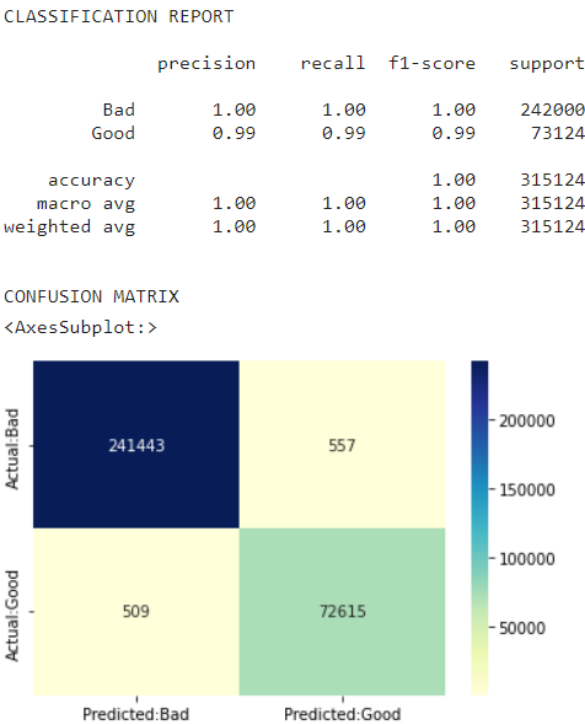 CLASSIFICATION REPORT
precision recall f1-score support
Bad 1.00 1.00 1.00 242000
Good 0.99 0.99 0.99 73124
accuracy 1.00 315124
macro avg 1.00 1.00 1.00 315124
weighted avg 1.00 1.00 1.00 315124
CONFUSION MATRIX
<AxesSubplot:>
Actual:Bad
241443 557
Actual:Good
509 72615
Predicted:Bad Predicted:Good
200000
150000
100000
50000